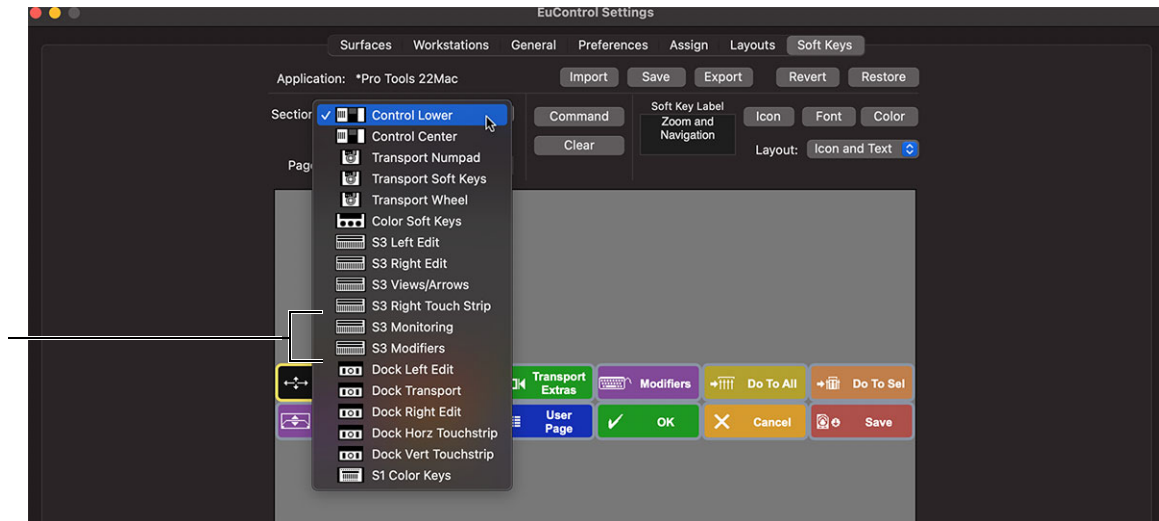 EuControl Settings
Surfaces Workstations General Preferences Assign Layouts Soft Keys
Application: *Pro Tools 22Mac Import Save Export Revert Restore
Section
Control Lower
Control Center
Transport Numpad
Transport Soft Keys
Transport Wheel
Color Soft Keys
S3 Left Edit
S3 Right Edit
S3 Views/Arrows
S3 Right Touch Strip
S3 Monitoring
S3 Modifiers
Dock Left Edit
Dock Transport
Dock Right Edit
Dock Horz Touchstrip
Dock Vert Touchstrip
S1 Color Keys
Command
Clear
Soft Key Label
Zoom and
Navigation
Icon Font Color
Layout: Icon and Text
Transport
Extras
Modifiers
Do To All
Do To Sel
User
Page
OK
Cancel
Save